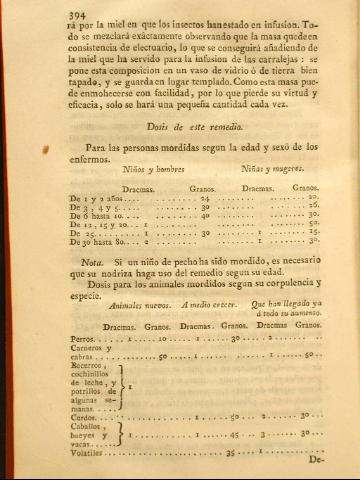 394
rá por la miel en que los insectos han estado en infusion. To-
do se mezclará exâctamente observando que la masa quede en
consistencia de electuario, lo que se conseguirá añadiendo de
la miel que ha servido para la infusion de las carralejas : se
pone esta composicion en un vaso de vidrio ó de tierra bien
tapado, y se guarda en lugar templado. Como esta masa pue-
de enmohecerse con facilidad, por lo que pierde su virtud y
eficacia, solo se hará una pequeña cantidad cada vez.
Dosis de este remedio.
Para las personas mordidas segun la edad y sexô de los
enfermos.
Niños y hombres Niñas y mugeres.
Dracmas. Granos. Dracmas. Granos.
De 1 y 2 años.... ........ 24 ........ ........ 20.
De 3, 4 y 5...... ........ 30 ........ ........ 26.
De 6 hasta 10.... ........ 40 ........ ........ 30.
De 12, 15 y 20... 1 ........ ........ ........ 50.
De 25......... 1 ........ 30 ........ 1 ........ 15.
De 30 hasta 80.... 2 ........ ........ 1 ........ 30.
Nota. Si un niño de pecho ha sido mordido, es necesario
que su nodriza haga uso del remedio segun su edad.
Dosis para los animales mordidos segun su corpulencia y
especie.
Animales nuevos. A medio crecer. Que han llegado ya
á todo su aumento.
Dracmas. Granos. Dracmas. Granos. Dracmas Granos.
Perros...... 1 ...... 10 ...... 1 ...... 30 ...... 2 ......
Carneros y
cabras ........ 50 ...... 1 ...... ...... 1 ...... 50...
Becerros,
cochinillos
de leche, y
potrillos de } 1
algunas se-
manas.....
Cerdos...... ........ 1 ...... 50 ... 2 ...... 30...
Caballos,
bueyes y } ........ 1 ...... 45 ... 3 ...... 30...
vacas.....
Volatiles ........ 35 ... 1 ........
De-